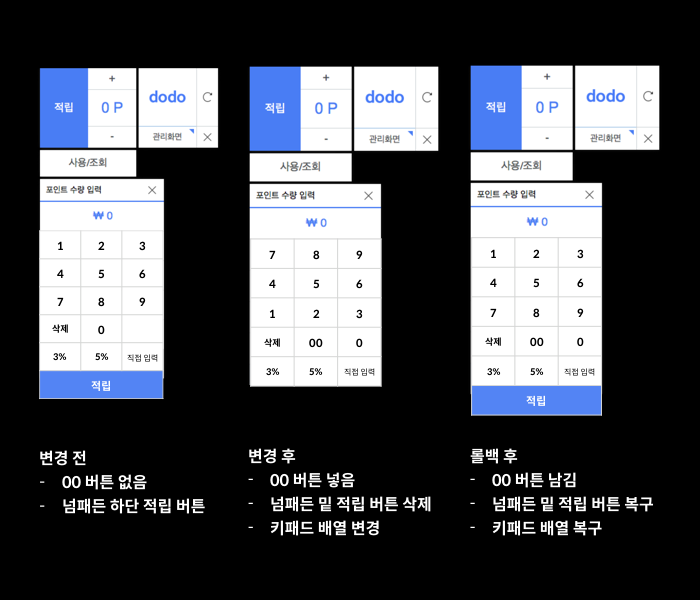 적립
+
0 P
-
dodo
관리화면
사용/조회
포인트 수량 입력
₩ 0
1 2 3
4 5 6
7 8 9
삭제 0
3% 5% 직접 입력
적립
변경 전
- 00 버튼 없음
- 넘패든 하단 적립 버튼
적립
+
0 P
-
dodo
관리화면
사용/조회
포인트 수량 입력
₩ 0
7 8 9
4 5 6
1 2 3
삭제 00 0
3% 5% 직접 입력
변경 후
- 00 버튼 넣음
- 넘패든 밑 적립 버튼 삭제
- 키패드 배열 변경
적립
+
0 P
-
dodo
관리화면
사용/조회
포인트 수량 입력
₩ 0
1 2 3
4 5 6
7 8 9
삭제 00 0
3% 5% 직접 입력
적립
롤백 후
- 00 버튼 남김
- 넘패든 밑 적립 버튼 복구
- 키패드 배열 복구